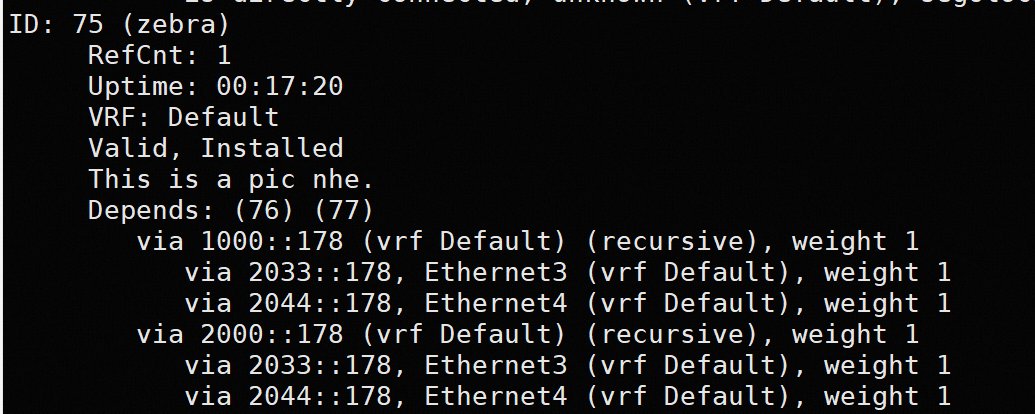 ID: 75 (zebra)
RefCnt: 1
Uptime: 00:17:20
VRF: Default
Valid, Installed
This is a pic nhe.
Depends: (76) (77)
via 1000::178 (vrf Default) (recursive), weight 1
via 2033::178, Ethernet3 (vrf Default), weight 1
via 2044::178, Ethernet4 (vrf Default), weight 1
via 2000::178 (vrf Default) (recursive), weight 1
via 2033::178, Ethernet3 (vrf Default), weight 1
via 2044::178, Ethernet4 (vrf Default), weight 1